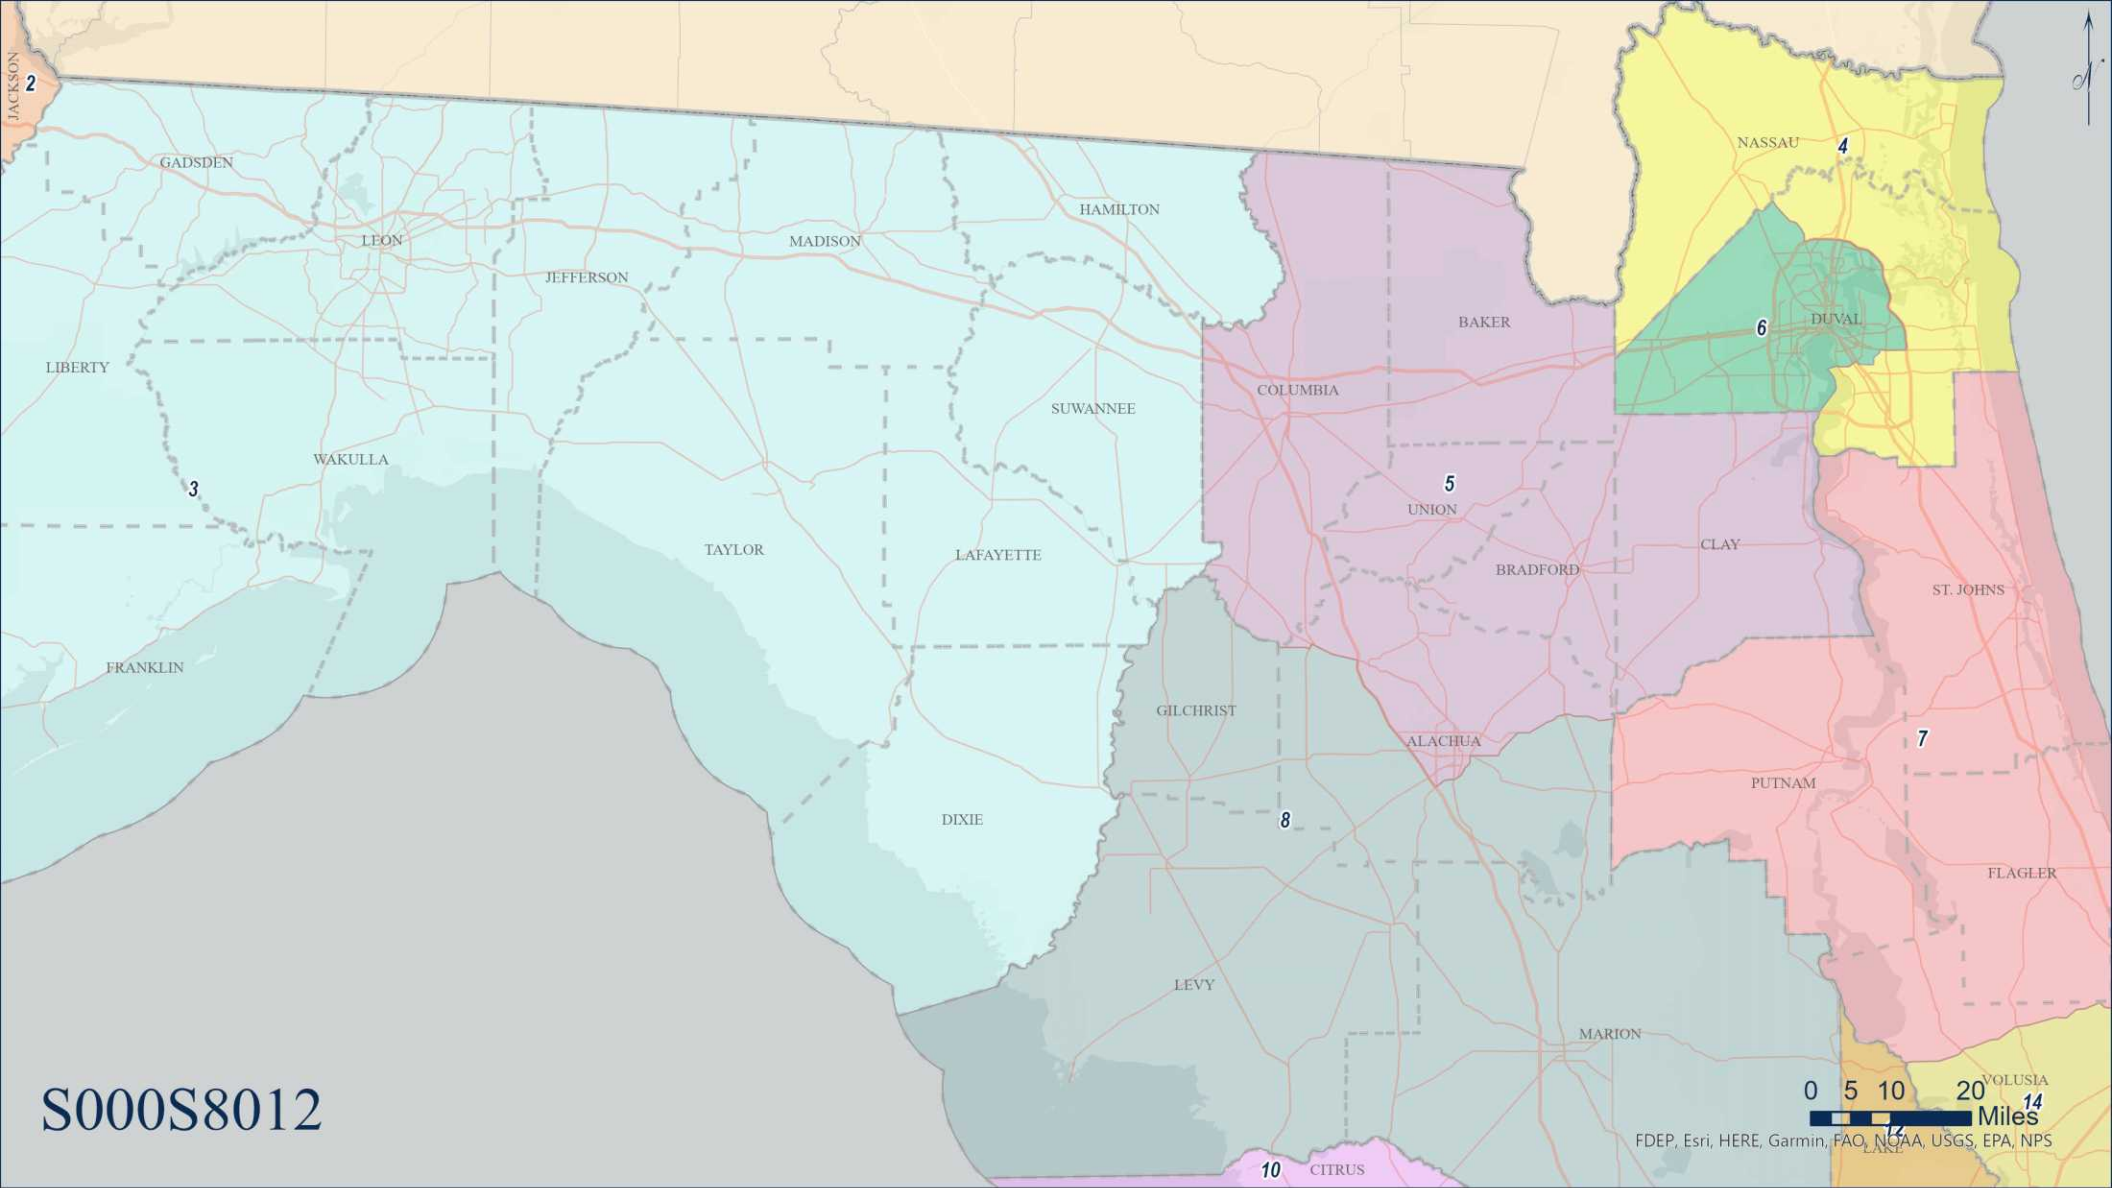 JACKSON
2
GADSDEN
NASSAU
4
HAMILTON
LEON
MADISON
JEFFERSON
BAKER
6
DUVAL
LIBERTY
COLUMBIA
SUWANNEE
WAKULLA
3
5
UNION
TAYLOR
LAFAYETTE
CLAY
BRADFORD
ST. JOHNS
FRANKLIN
GILCHRIST
ALACHUA
7
PUTNAM
DIXIE
8
FLAGLER
LEVY
MARION
VOLUSIA
14
0 5 10 20
Miles
12
S000S8012
FDEP, Esri, HERE, Garmin, FAO, NOAA, USGS, EPA, NPS
LAKE
10
CITRUS
N